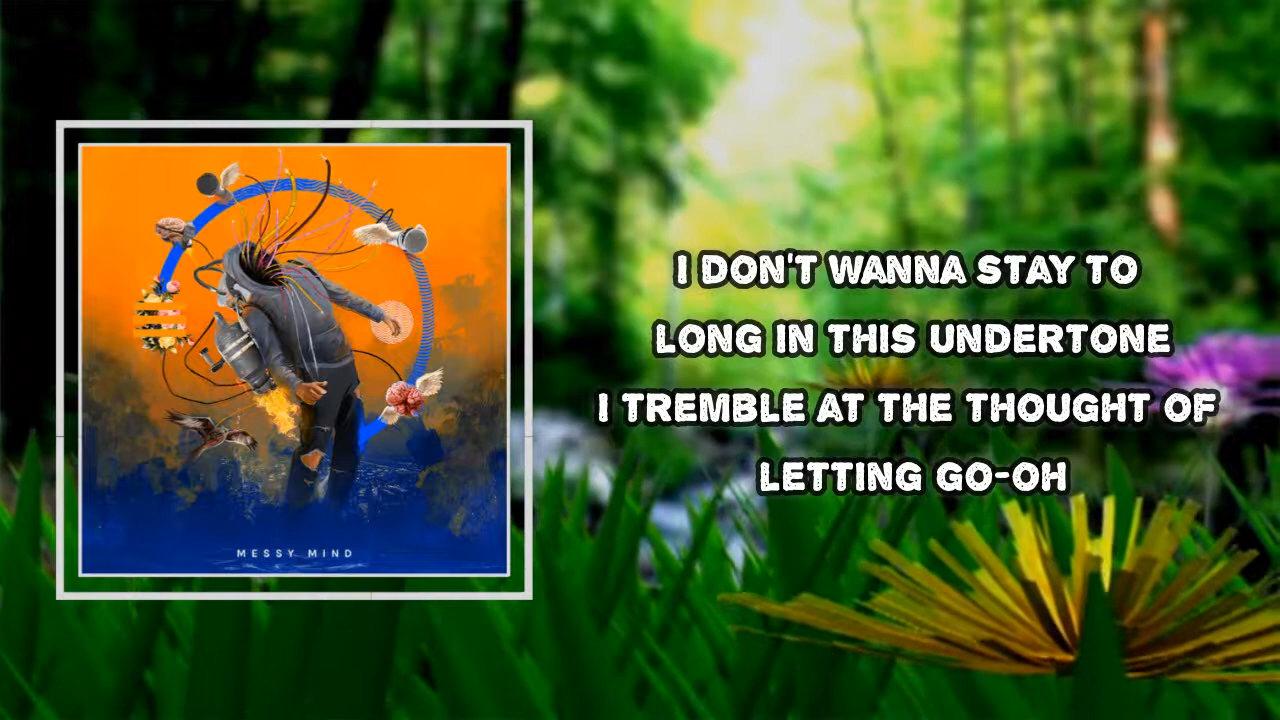 MESSY MIND
I DON'T WANNA STAY TO
LONG IN THIS UNDERTONE
I TREMBLE AT THE THOUGHT OF
LETTING GO-OH